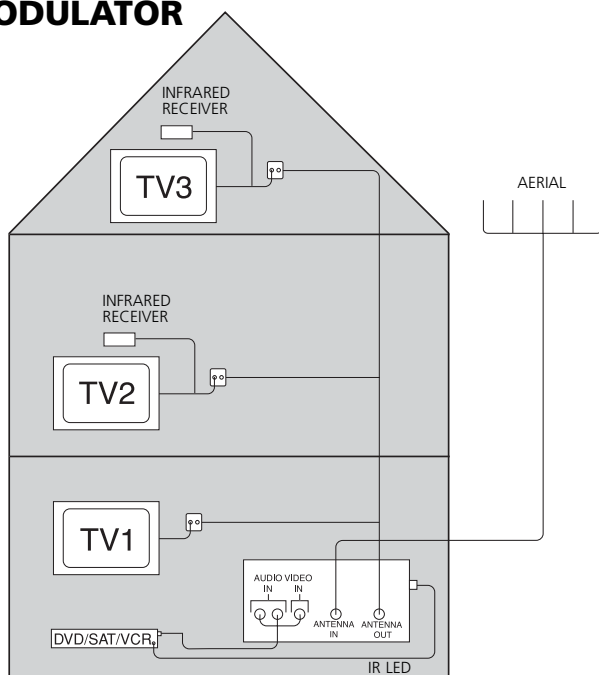 ODULATOR
INFRARED
RECEIVER
TV3
AERIAL
INFRARED
RECEIVER
TV2
TV1
AUDIO VIDEO
IN IN
ANTENNA
IN
ANTENNA
OUT
DVD/SAT/VCR
IR LED